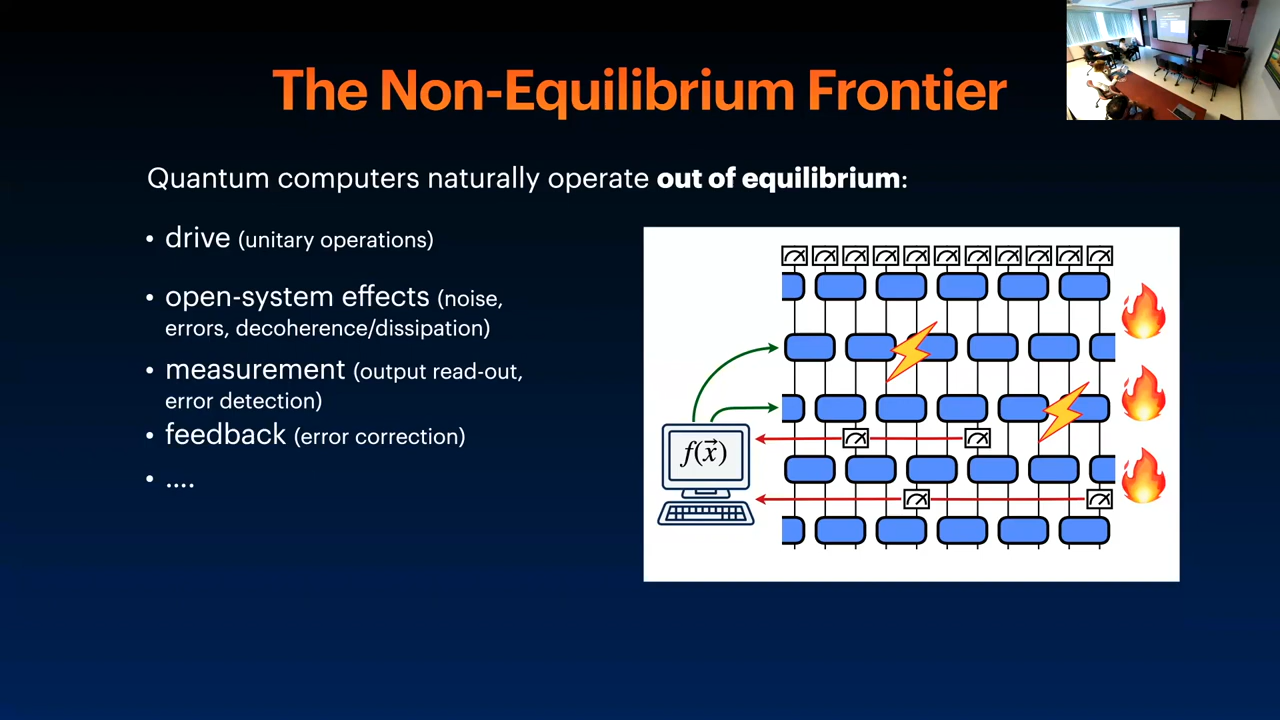 The Non-Equilibrium Frontier
Quantum computers naturally operate out of equilibrium:
• drive (unitary operations)
• open-system effects (noise,
errors, decoherence/dissipation)
• measurement (output read-out,
error detection)
• feedback (error correction)
• ....
f(x⃗)